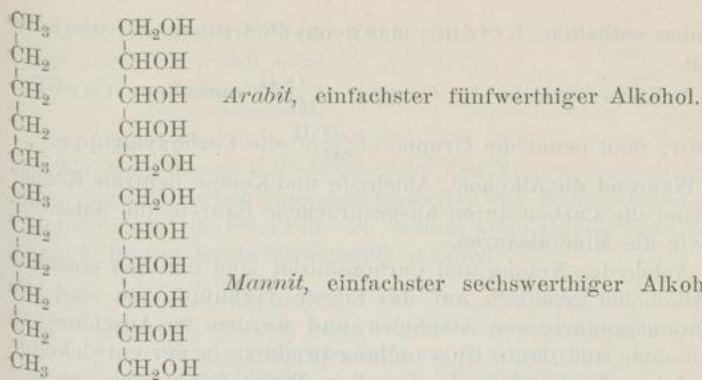 CH₃ CH₂OH
CH₂ CHOH
CH₂ CHOH Arabit, einfachster fünfwerthiger Alkohol.
CH₂ CHOH
CH₃ CH₂OH
CH₃ CH₂OH
CH₂ CHOH
CH₂ CHOH Mannit, einfachster sechswerthiger Alkoh
CH₂ CHOH
CH₂ CHOH
CH₃ CH₂OH